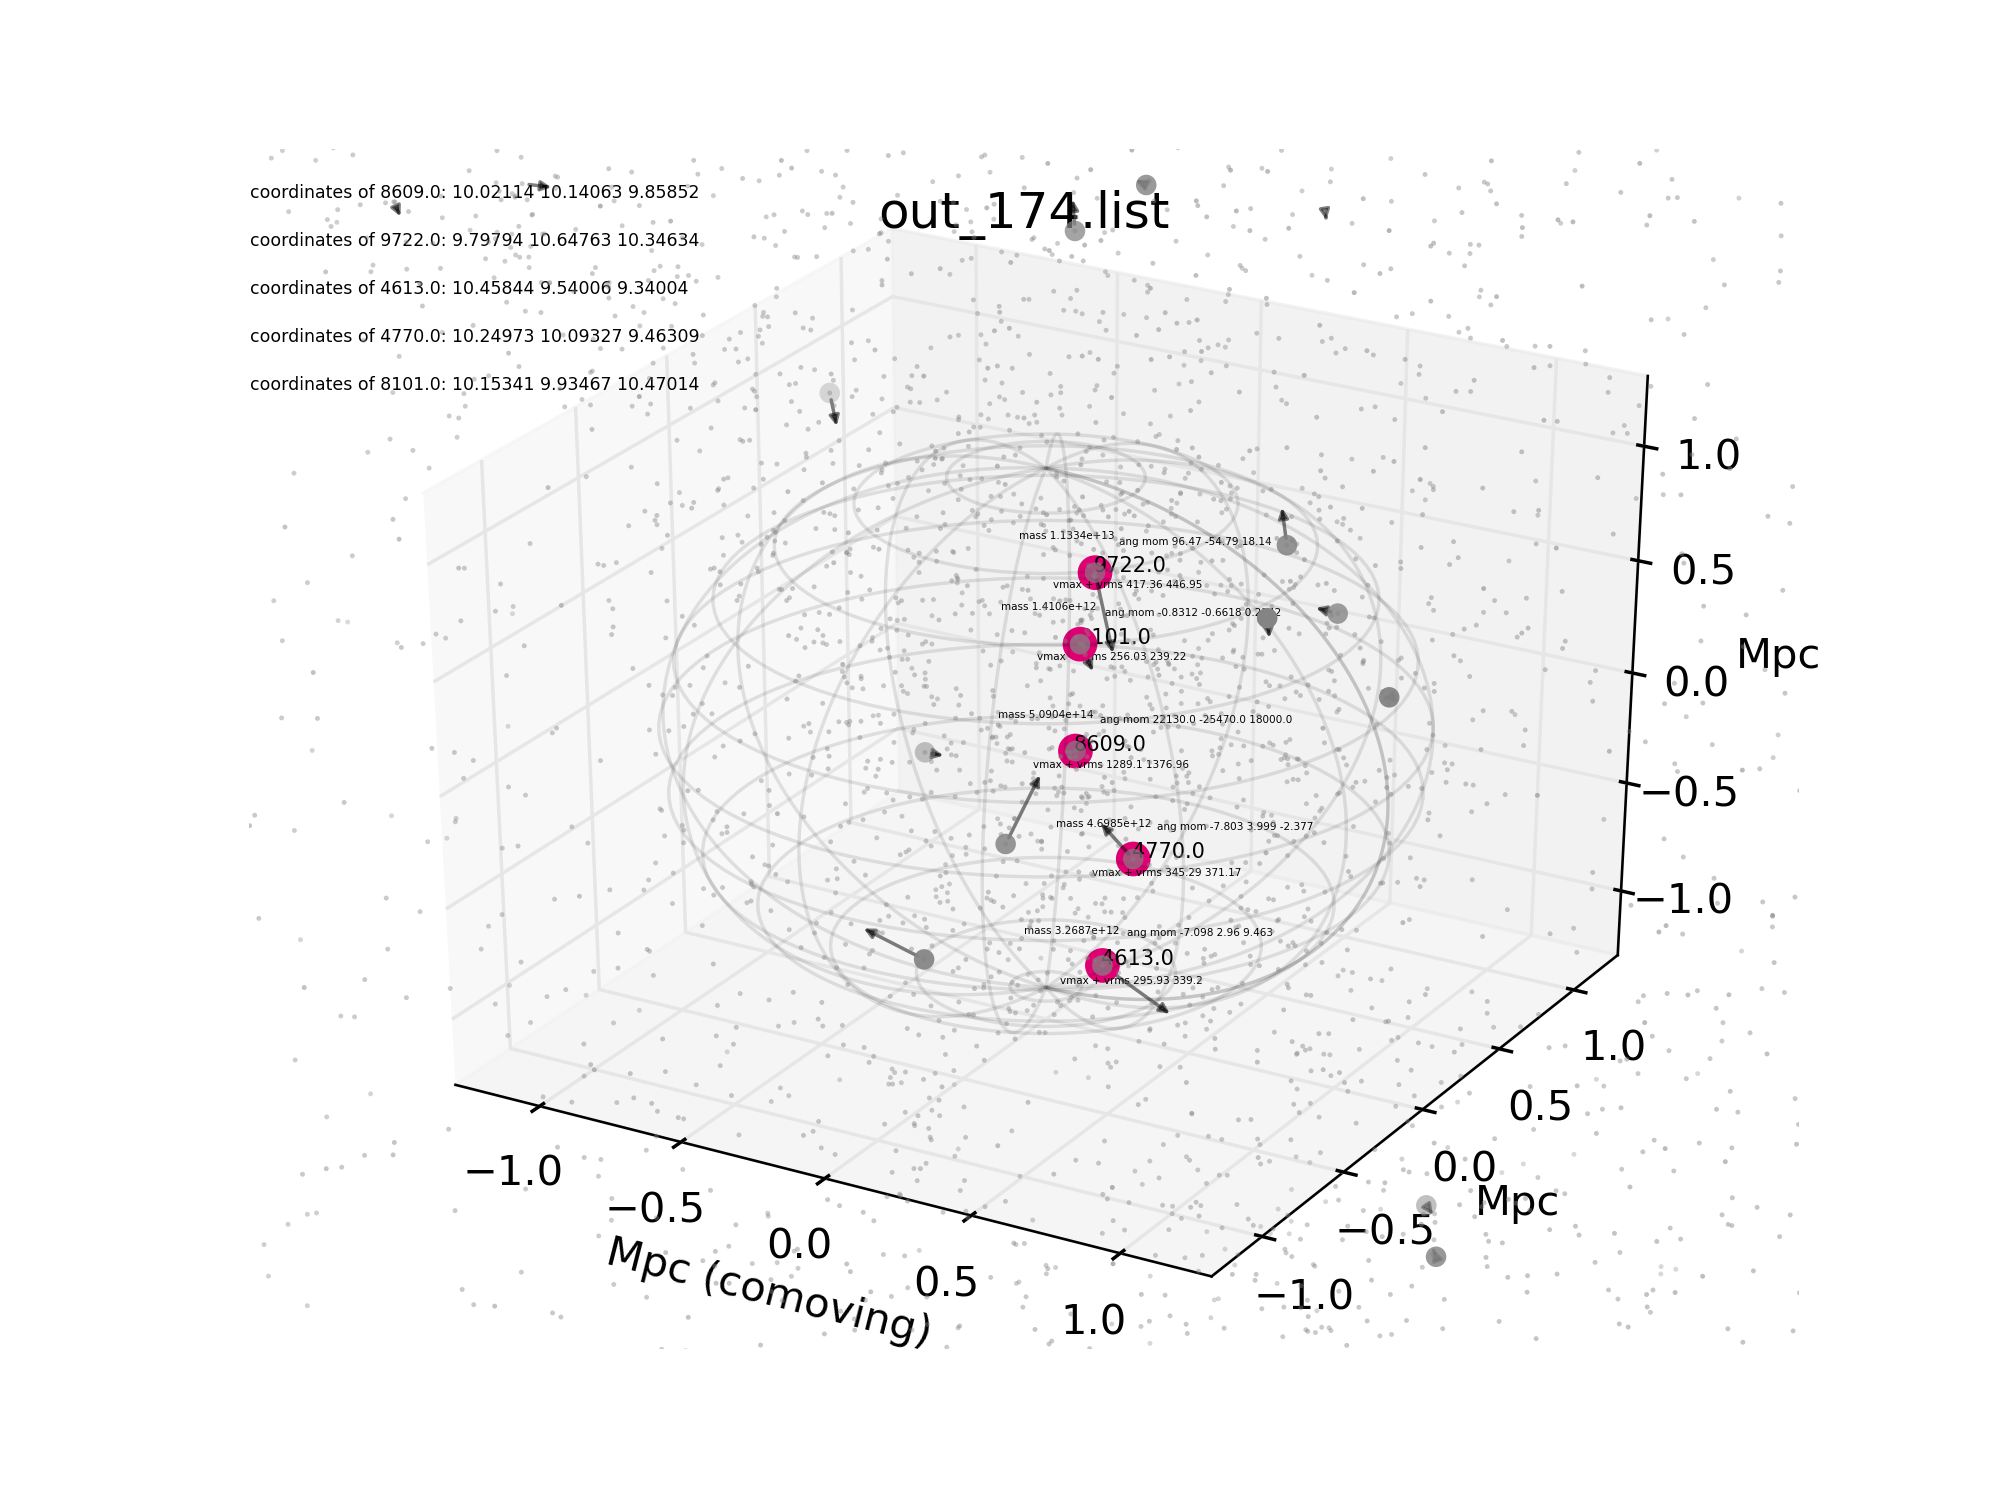 coordinates of 8609.0: 10.02114 10.14063 9.85852
out_174.list
coordinates of 9722.0: 9.79794 10.64763 10.34634
coordinates of 4613.0: 10.45844 9.54006 9.34004
coordinates of 4770.0: 10.24973 10.09327 9.46309
coordinates of 8101.0: 10.15341 9.93467 10.47014
mass 1.1334e+13 ang mom 96.47 -54.79 18.14
9722.0
vmax + vrms 417.36 446.95
mass 1.4106e+12 ang mom -0.8312 -0.6618
101.0
vmax 256.03 239.22
mass 5.0904e+14 ang mom 22130.0 -25470.0 18000.0
8609.0
vmax + vrms 1289.1 1376.96
mass 4.6985e+12 ang mom -7.803 3.999 -2.377
4770.0
vmax + vrms 345.29 371.17
mass 3.2687e+12 ang mom -7.098 2.96 9.463
4613.0
vmax + vrms 295.93 339.2
1.0
0.5
0.0
−0.5
−1.0
Mpc
1.0
0.5
0.0
−0.5
−1.0
Mpc
−1.0
−0.5
0.0
0.5
1.0
Mpc (comoving)